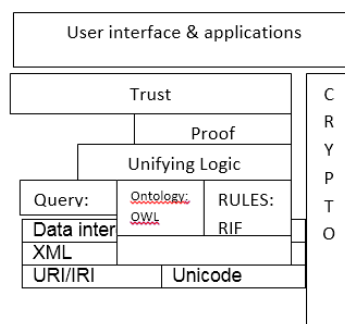 User interface & applications
Trust
Proof
Unifying Logic
Query:
Ontology:
OWL
RULES:
RIF
Data inter
XML
URI/IRI
Unicode
C
R
Y
P
T
O